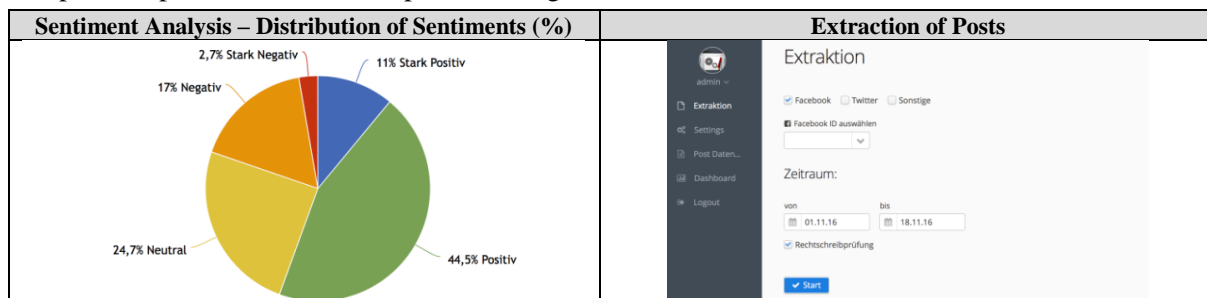 Sentiment Analysis – Distribution of Sentiments (%)
Extraction of Posts
2,7% Stark Negativ
11% Stark Positiv
17% Negativ
24,7% Neutral
44,5% Positiv
admin
Extraktion
Settings
Post Daten...
Dashboard
Logout
Extraktion
Facebook Twitter Sonstige
Facebook ID auswählen
Zeitraum:
von bis
01.11.16 18.11.16
Rechtschreibprüfung
Start